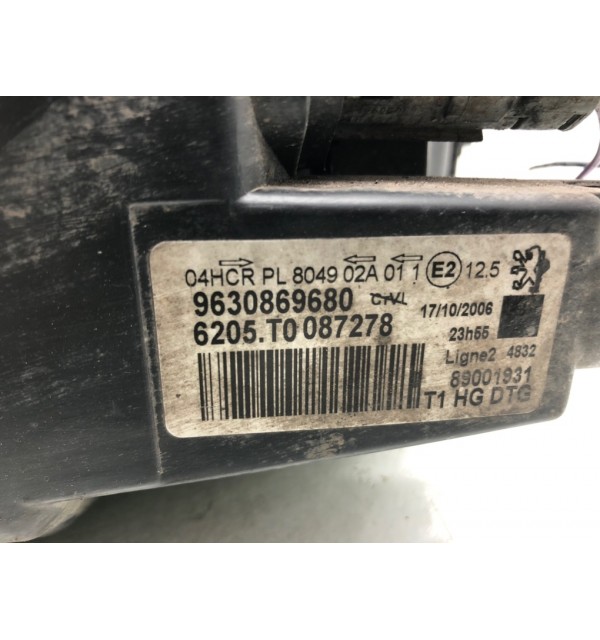 04HCR PL 8049 02A 01 1 E2 12.5
9630869680 17/10/2006
6205.T0 087278 23h55
Ligne2 4832
89001931
T1 HG DTG